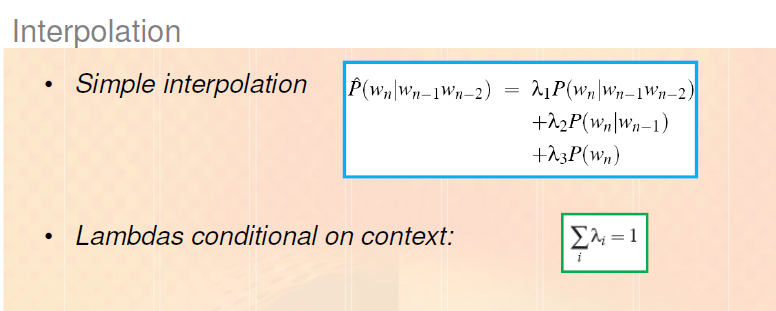 Interpolation
• Simple interpolation
P̂(wₙ|wₙ₋₁wₙ₋₂) = λ₁P(wₙ|wₙ₋₁wₙ₋₂)
+λ₂P(wₙ|wₙ₋₁)
+λ₃P(wₙ)
• Lambdas conditional on context:
∑ᵢ λᵢ = 1